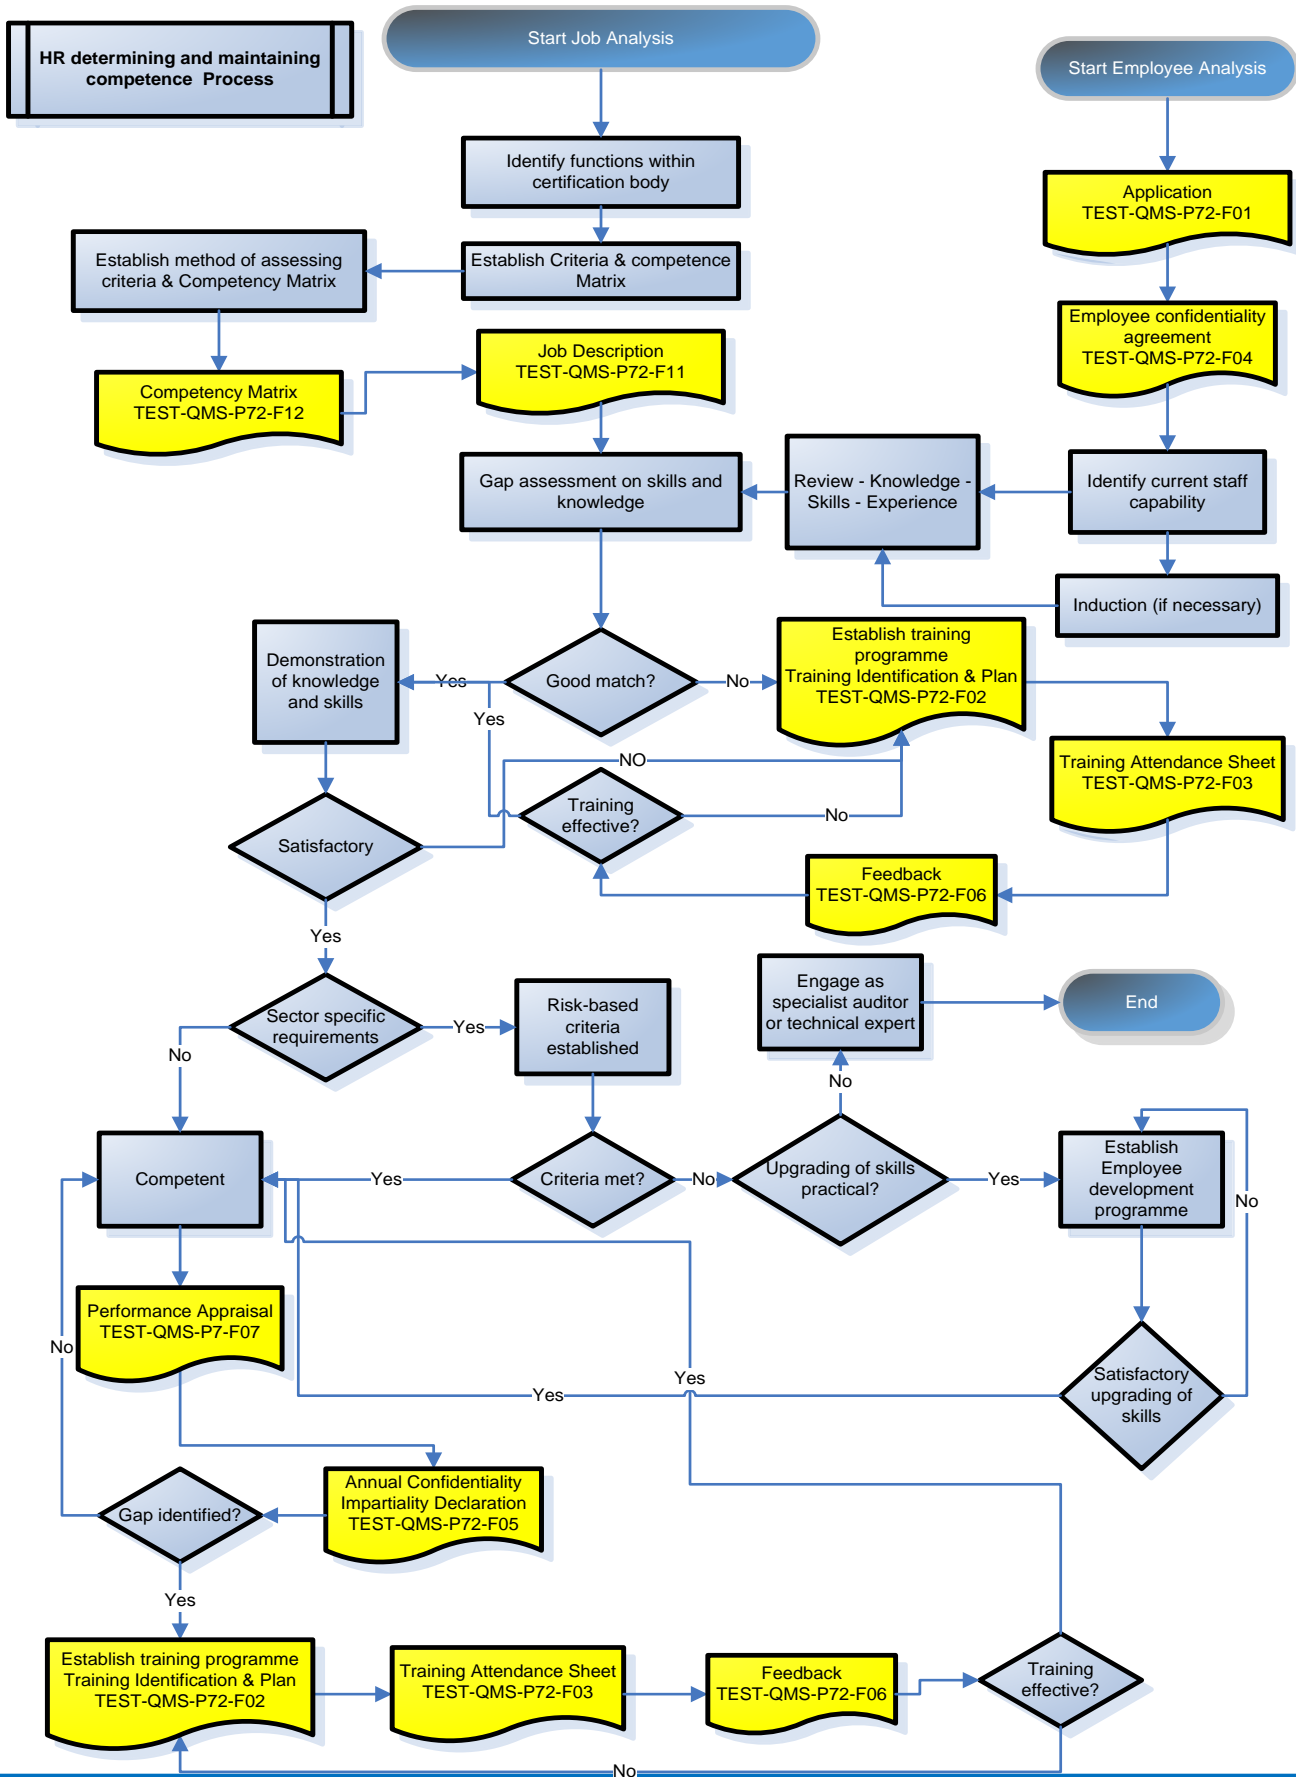 HR determining and maintaining
competence Process
Start Job Analysis
Start Employee Analysis
Identify functions within
certification body
Application
TEST-QMS-P72-F01
Establish method of assessing
criteria & Competency Matrix
Establish Criteria & competence
Matrix
Employee confidentiality
agreement
TEST-QMS-P72-F04
Job Description
TEST-QMS-P72-F11
Competency Matrix
TEST-QMS-P72-F12
Gap assessment on skills and
knowledge
Review - Knowledge -
Skills - Experience
Identify current staff
capability
Induction (if necessary)
Demonstration
of knowledge
and skills
Yes
Good match?
No
Establish training
programme
Training Identification & Plan
TEST-QMS-P72-F02
Yes
NO
Training Attendance Sheet
TEST-QMS-P72-F03
Training
effective?
No
Satisfactory
Feedback
TEST-QMS-P72-F06
Yes
Engage as
specialist auditor
or technical expert
End
Sector specific
requirements
Yes
Risk-based
criteria
established
No
No
Competent
Yes
Criteria met?
No
Upgrading of skills
practical?
Yes
Establish
Employee
development
programme
No
Performance Appraisal
TEST-QMS-P7-F07
No
Yes
Yes
Satisfactory
upgrading of
skills
Gap identified?
Annual Confidentiality
Impartiality Declaration
TEST-QMS-P72-F05
Yes
Establish training programme
Training Identification & Plan
TEST-QMS-P72-F02
Training Attendance Sheet
TEST-QMS-P72-F03
Feedback
TEST-QMS-P72-F06
Training
effective?
No